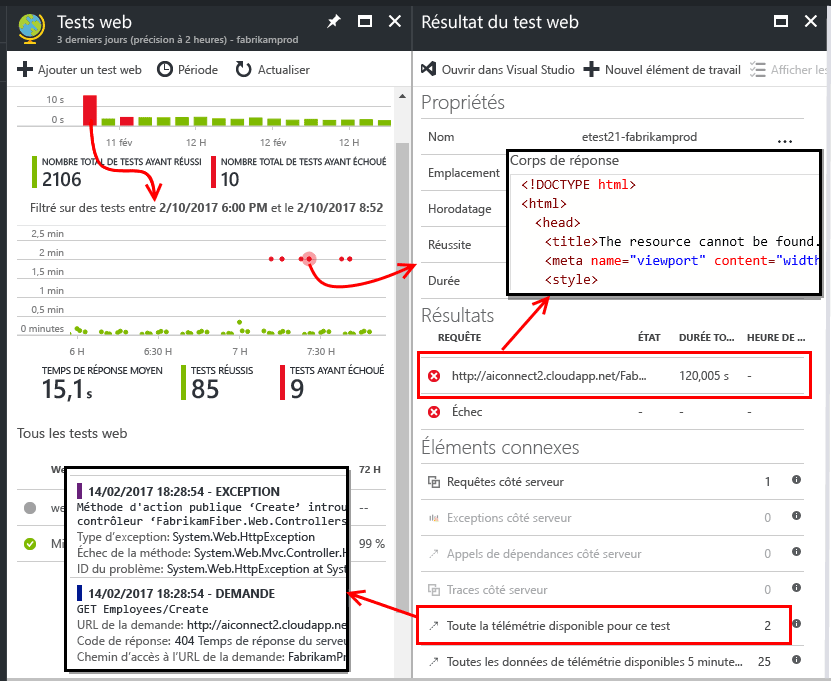 Tests web
3 derniers jours (précision à 2 heures) - fabrikamprod
Ajouter un test web
Période
Actualiser
10 s
0 s
11 fév
12 H
12 fév
12 H
NOMBRE TOTAL DE TESTS AYANT RÉUSSI
2106
NOMBRE TOTAL DE TESTS AYANT ÉCHOUÉ
10
Filtré sur des tests entre 2/10/2017 6:00 PM et le 2/10/2017 8:52
2,5 min
2 min
1,5 min
1 min
0,5 min
0 minutes
6 H
6:30 H
7 H
7:30 H
TEMPS DE RÉPONSE MOYEN
15,1 s
TESTS RÉUSSIS
85
TESTS AYANT ÉCHOUÉ
9
Tous les tests web
We
72 H
we
--
Mi
99 %
14/02/2017 18:28:54 - EXCEPTION
Méthode d'action publique ‘Create’ introu
contrôleur ‘FabrikamFiber.Web.Controllers
Type d’exception: System.Web.HttpException
Échec de la méthode: System.Web.Mvc.Controller.H
ID du problème: System.Web.HttpException at Syst
14/02/2017 18:28:54 - DEMANDE
GET Employees/Create
URL de la demande: http://aiconnect2.cloudapp.ne
Code de réponse: 404 Temps de réponse du serveu
Chemin d’accès à l’URL de la demande: FabrikamPr
Résultat du test web
Ouvrir dans Visual Studio
Nouvel élément de travail
Afficher les
Propriétés
Nom
etest21-fabrikamprod
...
Emplacement
Horodatage
Réussite
Durée
Corps de réponse
<!DOCTYPE html>
<html>
<head>
<title>The resource cannot be found.
<meta name="viewport" content="width
<style>
Résultats
REQUÊTE
ÉTAT
DURÉE TO...
HEURE DE ...
http://aiconnect2.cloudapp.net/Fab...
120,005 s
-
Échec
-
-
-
Éléments connexes
Requêtes côté serveur
1
Exceptions côté serveur
0
Appels de dépendances côté serveur
0
Traces côté serveur
0
Toute la télémétrie disponible pour ce test
2
Toutes les données de télémétrie disponibles 5 minute...
25